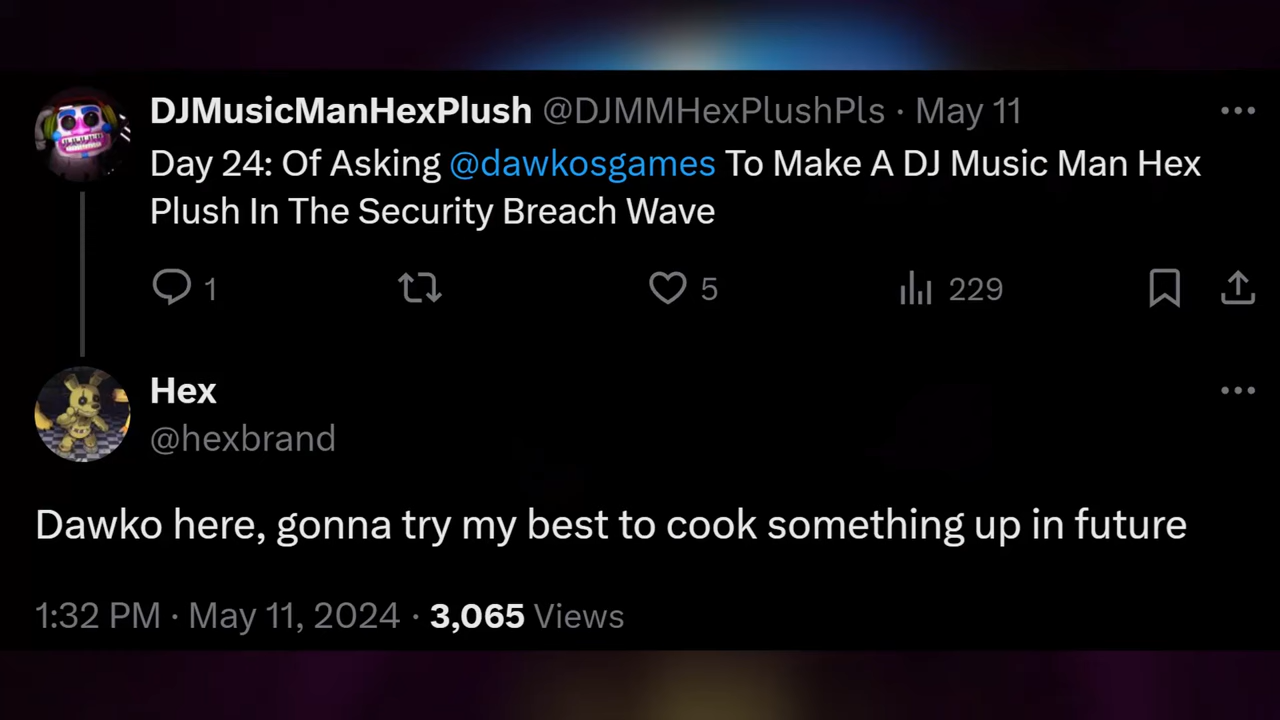 DJMusicManHexPlush @DJMMHexPlushPls · May 11
Day 24: Of Asking @dawkosgames To Make A DJ Music Man Hex
Plush In The Security Breach Wave
1 5 229
Hex
@hexbrand
Dawko here, gonna try my best to cook something up in future
1:32 PM · May 11, 2024 · 3,065 Views